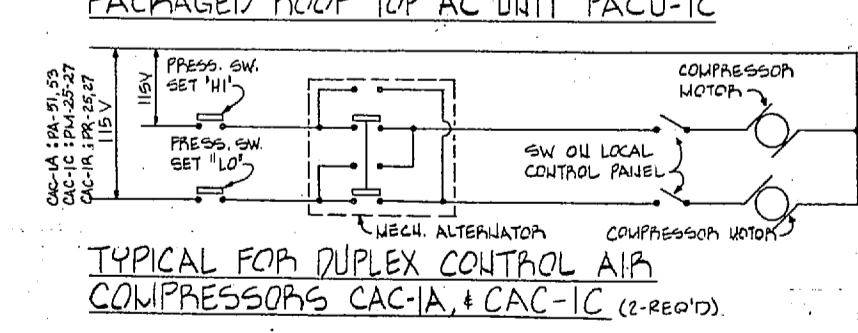 PACKAGED ROOF TOP AC UNIT PACU-1C
CAC-1A : PA-51, 53
CAC-1C : PM-25-27
CAC-1R : PR-25,27
115V
115V
PRESS. SW.
SET 'HI'
PRESS. SW.
SET "LO"
MECH. ALTERNATOR
SW ON LOCAL
CONTROL PANEL
COMPRESSOR
MOTOR
COMPRESSOR MOTOR
TYPICAL FOR DUPLEX CONTROL AIR
COMPRESSORS CAC-1A, & CAC-1C (2-REQ'D).